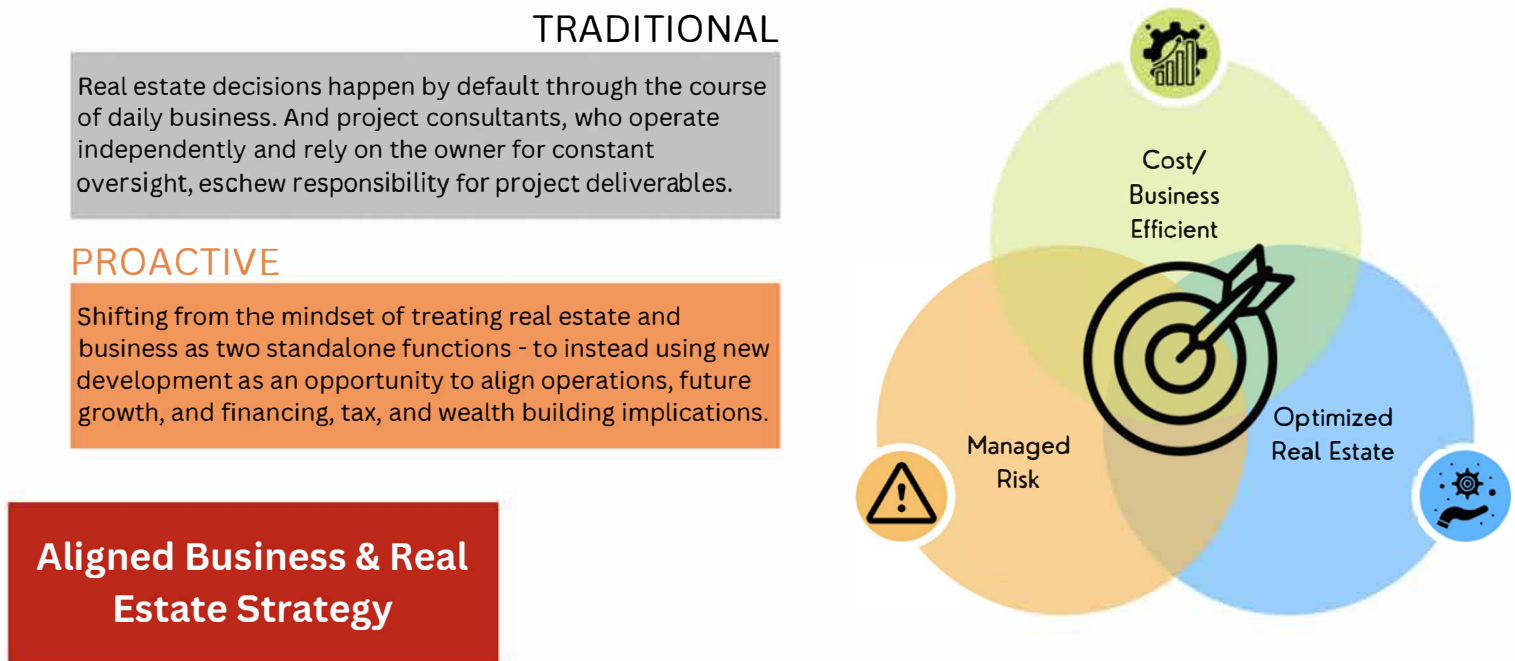 TRADITIONAL
Real estate decisions happen by default through the course
of daily business. And project consultants, who operate
independently and rely on the owner for constant
oversight, eschew responsibility for project deliverables.
PROACTIVE
Shifting from the mindset of treating real estate and
business as two standalone functions - to instead using new
development as an opportunity to align operations, future
growth, and financing, tax, and wealth building implications.
Aligned Business & Real
Estate Strategy
Cost/
Business
Efficient
Managed
Risk
Optimized
Real Estate